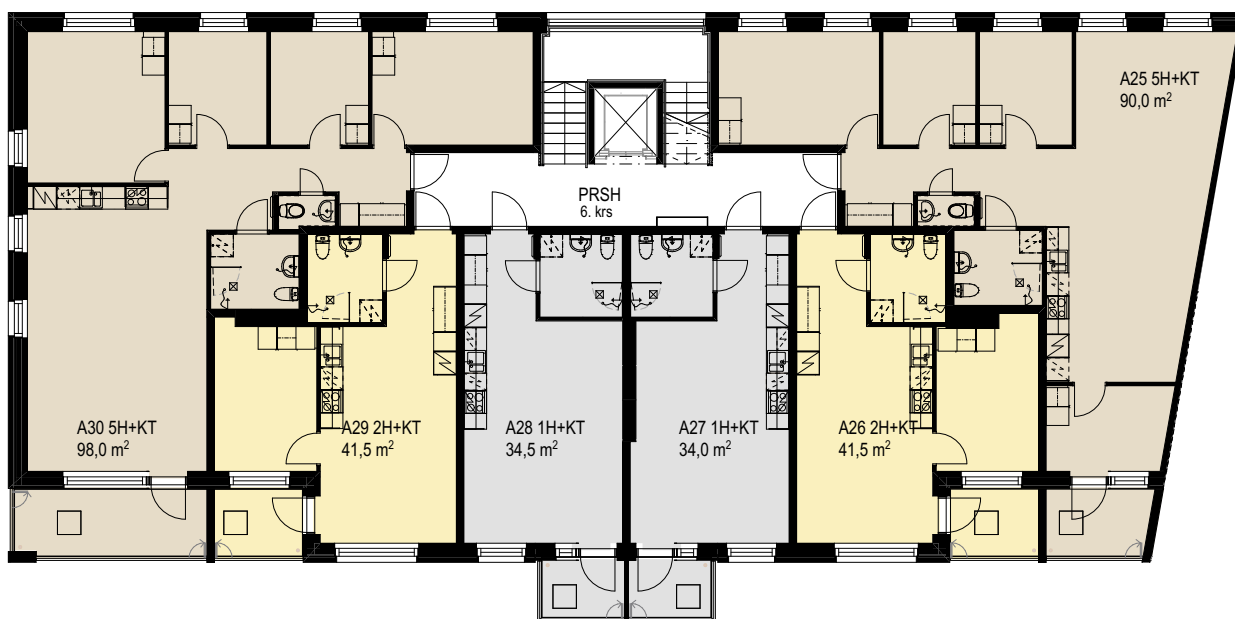 A25 5H+KT
90,0 m²
PRSH
6. krs
A30 5H+KT
98,0 m²
A29 2H+KT
41,5 m²
A28 1H+KT
34,5 m²
A27 1H+KT
34,0 m²
A26 2H+KT
41,5 m²